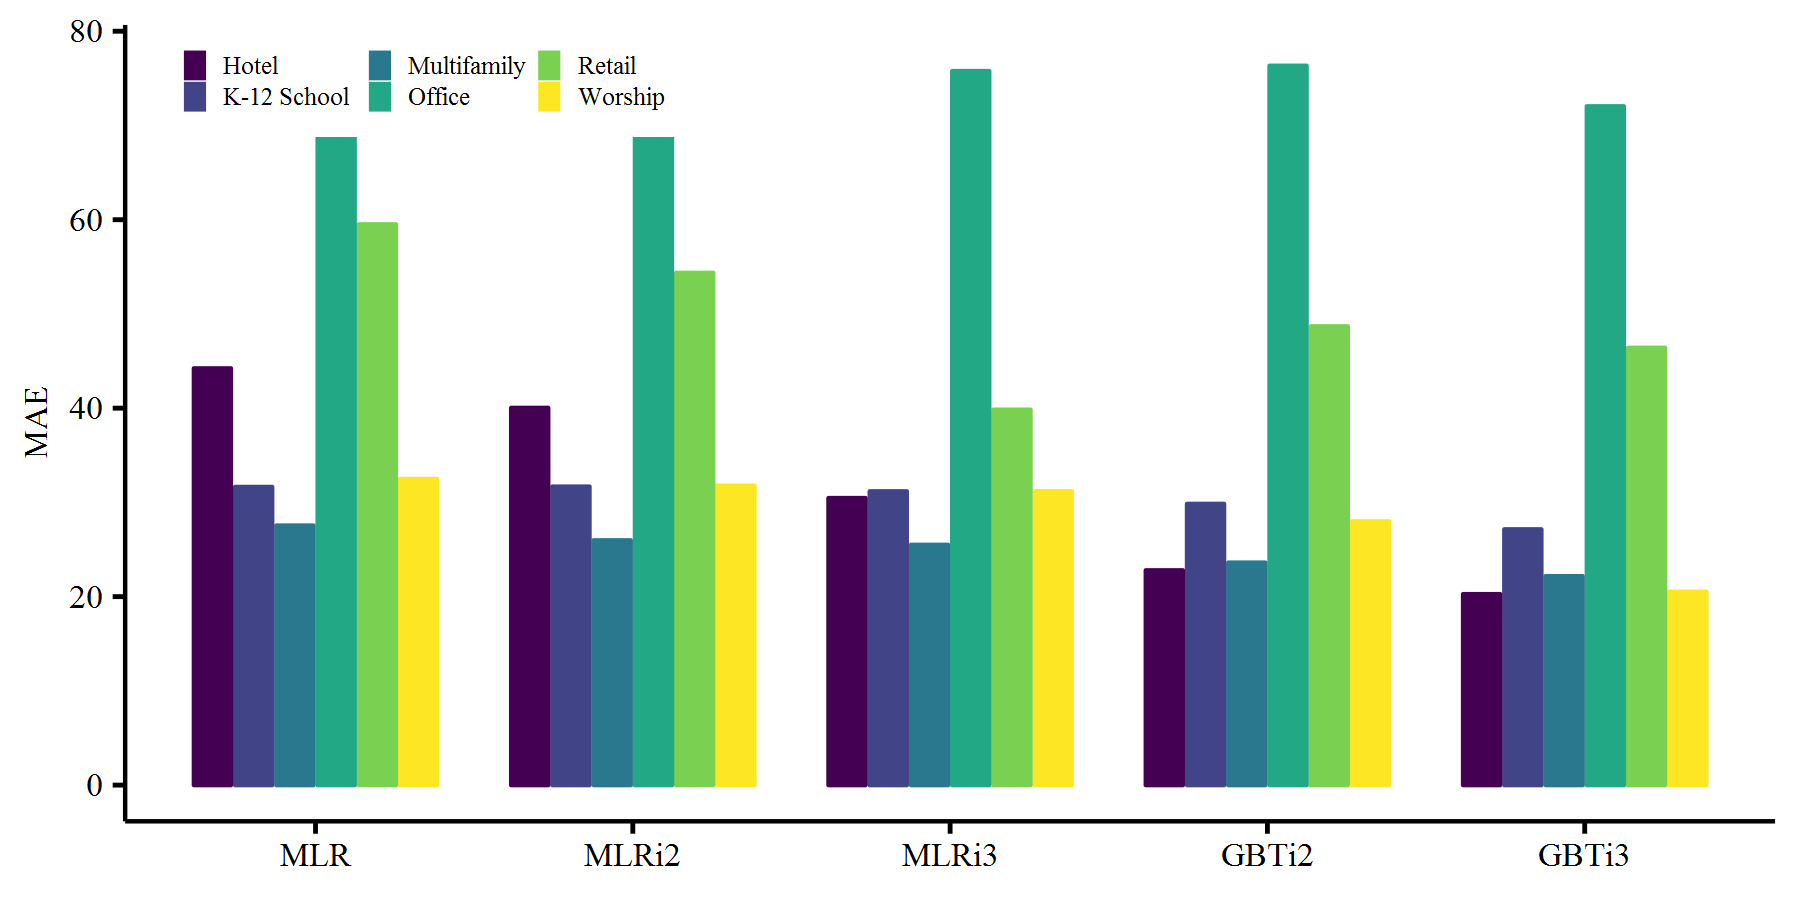 80
Hotel Multifamily Retail
K-12 School Office Worship
60
40
20
0
MAE
MLR MLRi2 MLRi3 GBTi2 GBTi3